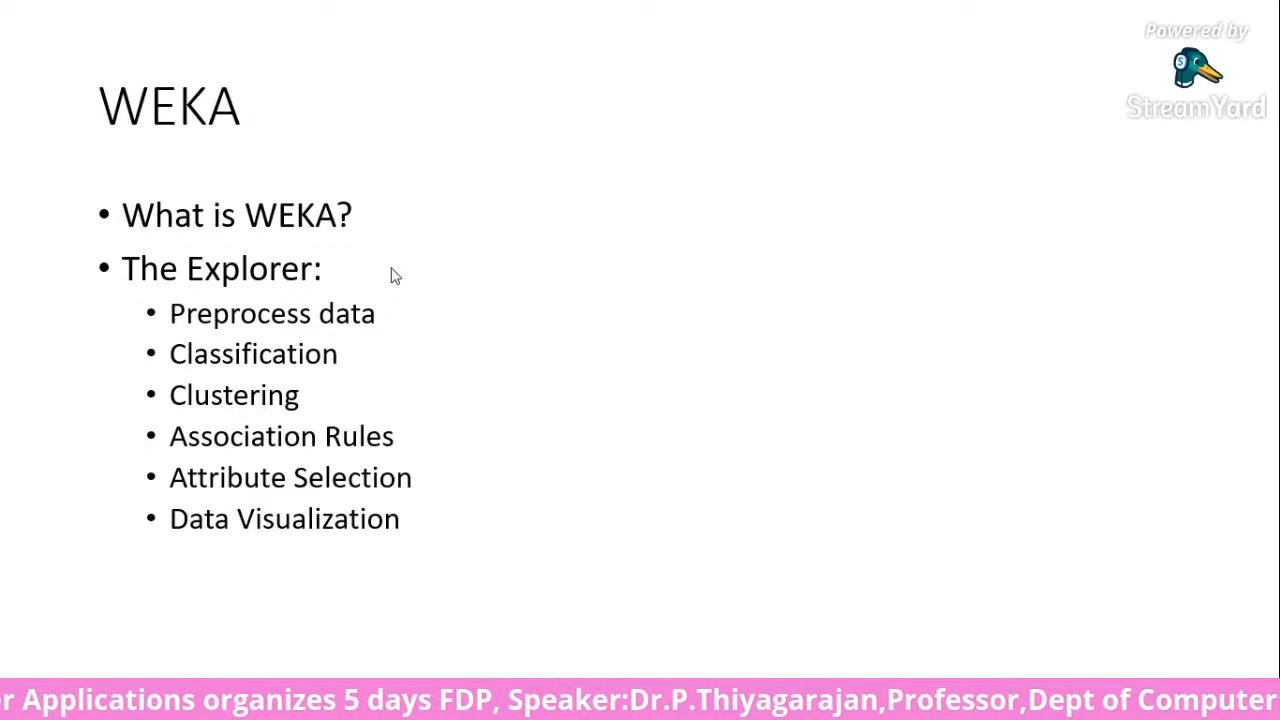 Powered by
StreamYard
WEKA
• What is WEKA?
• The Explorer:
• Preprocess data
• Classification
• Clustering
• Association Rules
• Attribute Selection
• Data Visualization
er Applications organizes 5 days FDP, Speaker:Dr.P.Thiyagarajan,Professor,Dept of Computer